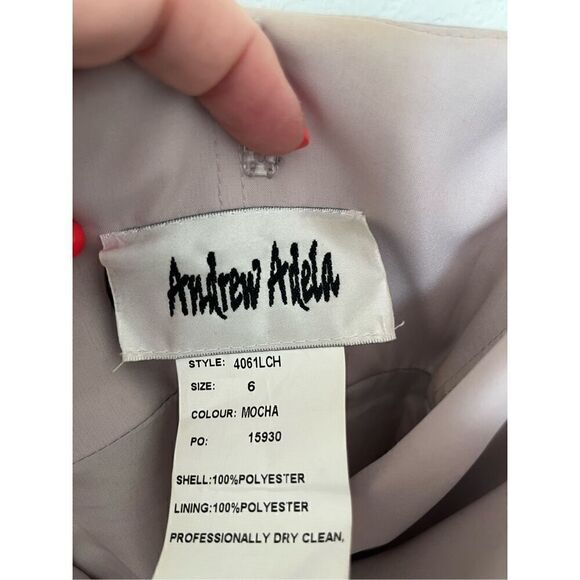 Andrew Adela
STYLE: 4061LCH
SIZE: 6
COLOUR: MOCHA
PO: 15930
SHELL:100%POLYESTER
LINING:100%POLYESTER
PROFESSIONALLY DRY CLEAN,